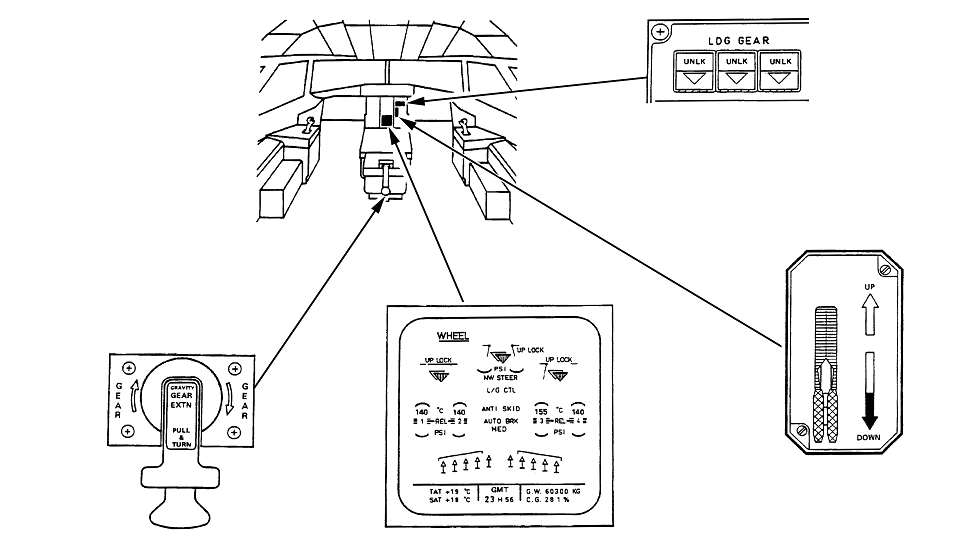 LDG GEAR
UNLK UNLK UNLK
UP
DOWN
WHEEL
UP LOCK
UP LOCK
UP LOCK
PSI
NW STEER
L/G CTL
140 °C 140
ANTI SKID
155 °C 140
1 REL 2
AUTO BRK
3 REL 4
MED
PSI
PSI
TAT +19 °C
GMT
G.W. 60300 KG
SAT +18 °C
23 H 56
C.G. 28.1 %
GEAR
GRAVITY
GEAR
EXTN
PULL
&
TURN
GEAR